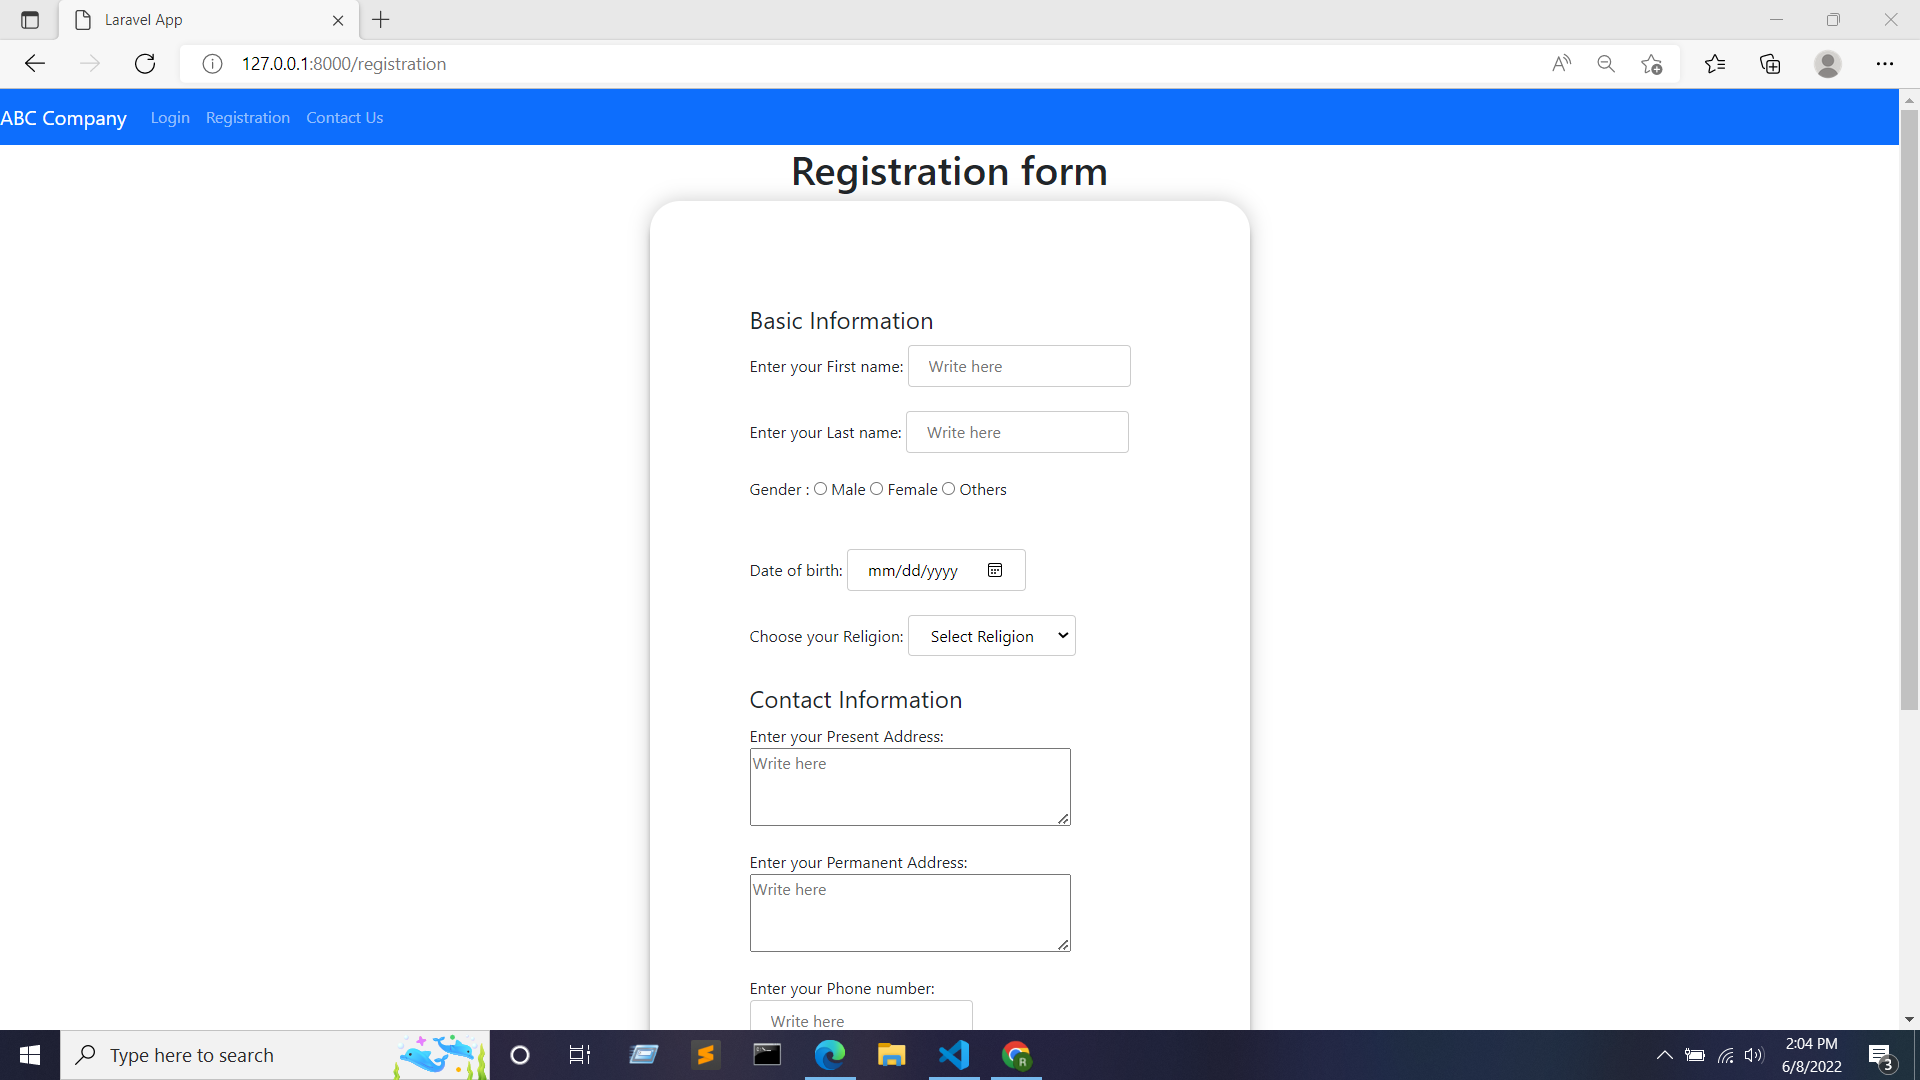 Laravel App
127.0.0.1:8000/registration
ABC Company Login Registration Contact Us
Registration form
Basic Information
Enter your First name: Write here
Enter your Last name: Write here
Gender : Male Female Others
Date of birth: mm/dd/yyyy
Choose your Religion: Select Religion
Contact Information
Enter your Present Address:
Write here
Enter your Permanent Address:
Write here
Enter your Phone number:
Write here
Type here to search
2:04 PM
6/8/2022
R
3